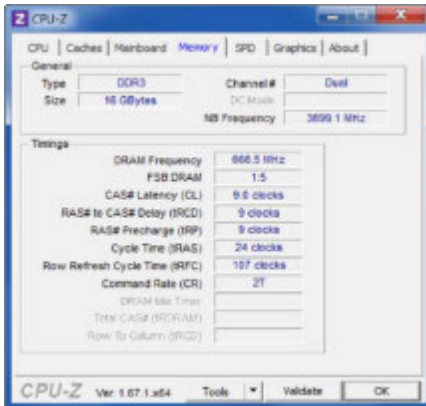 CPU-Z
CPU Caches Mainboard Memory SPD Graphics About
General
Type DDR3 Channel # Dual
Size 16 GBytes DC Mode
NB Frequency 3699.1 MHz
Timings
DRAM Frequency 666.5 MHz
FSB:DRAM 1:5
CAS# Latency (CL) 9.0 clocks
RAS# to CAS# Delay (tRCD) 9 clocks
RAS# Precharge (tRP) 9 clocks
Cycle Time (tRAS) 24 clocks
Row Refresh Cycle Time (tRFC) 107 clocks
Command Rate (CR) 2T
DRAM Idle Timer
Total CAS# (tRDRAM)
Row To Column (tRCD)
CPU-Z Ver. 1.67.1.x64 Tools Validate OK